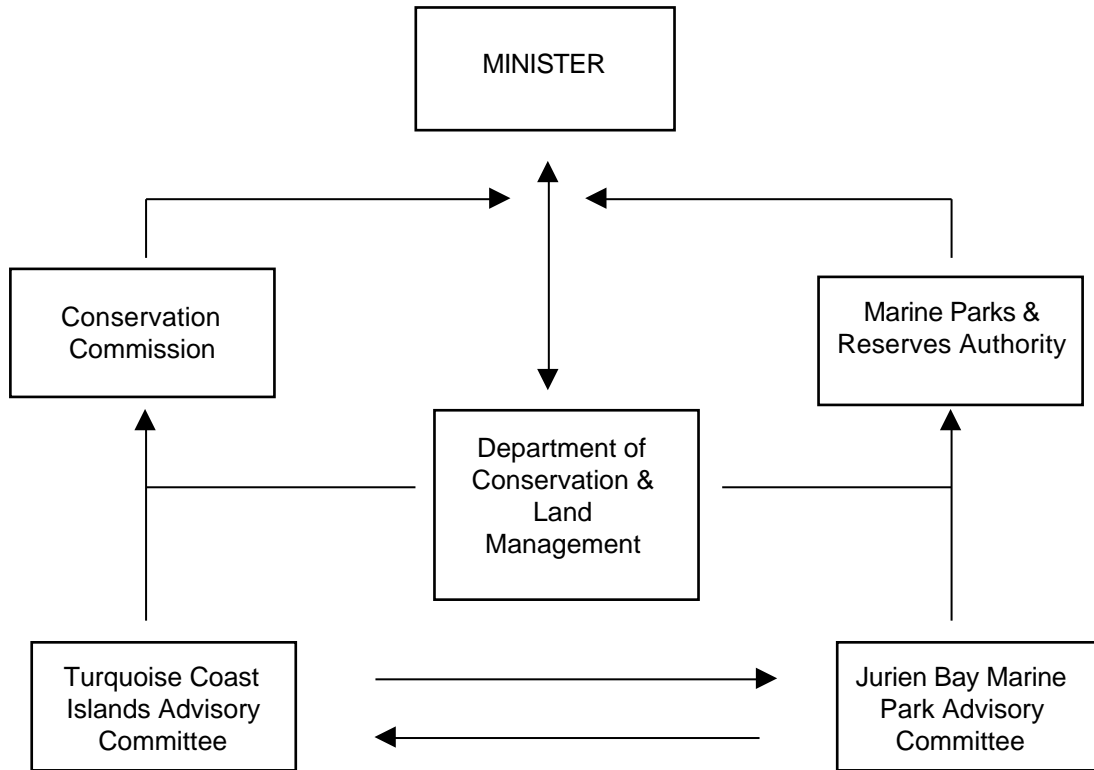 MINISTER
Conservation
Commission
Marine Parks &
Reserves Authority
Department of
Conservation &
Land
Management
Turquoise Coast
Islands Advisory
Committee
Jurien Bay Marine
Park Advisory
Committee